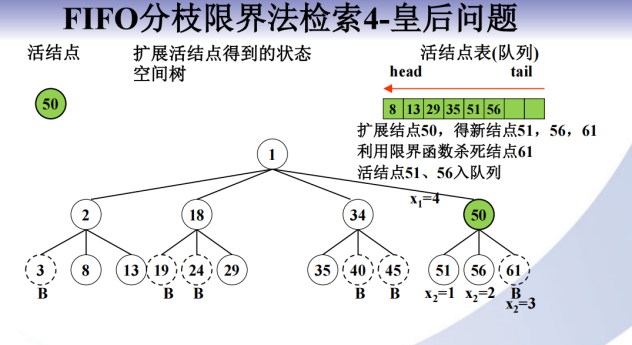 FIFO分枝限界法检索4-皇后问题
活结点
扩展活结点得到的状态
空间树
活结点表(队列)
head tail
50
8 13 29 35 51 56
扩展结点50，得新结点51，56，61
利用限界函数杀死结点61
活结点51、56入队列
1
x₁=4
2 18 34 50
3 8 13 19 24 29 35 40 45 51 56 61
B B B B B x₂=1 x₂=2 B
x₂=3